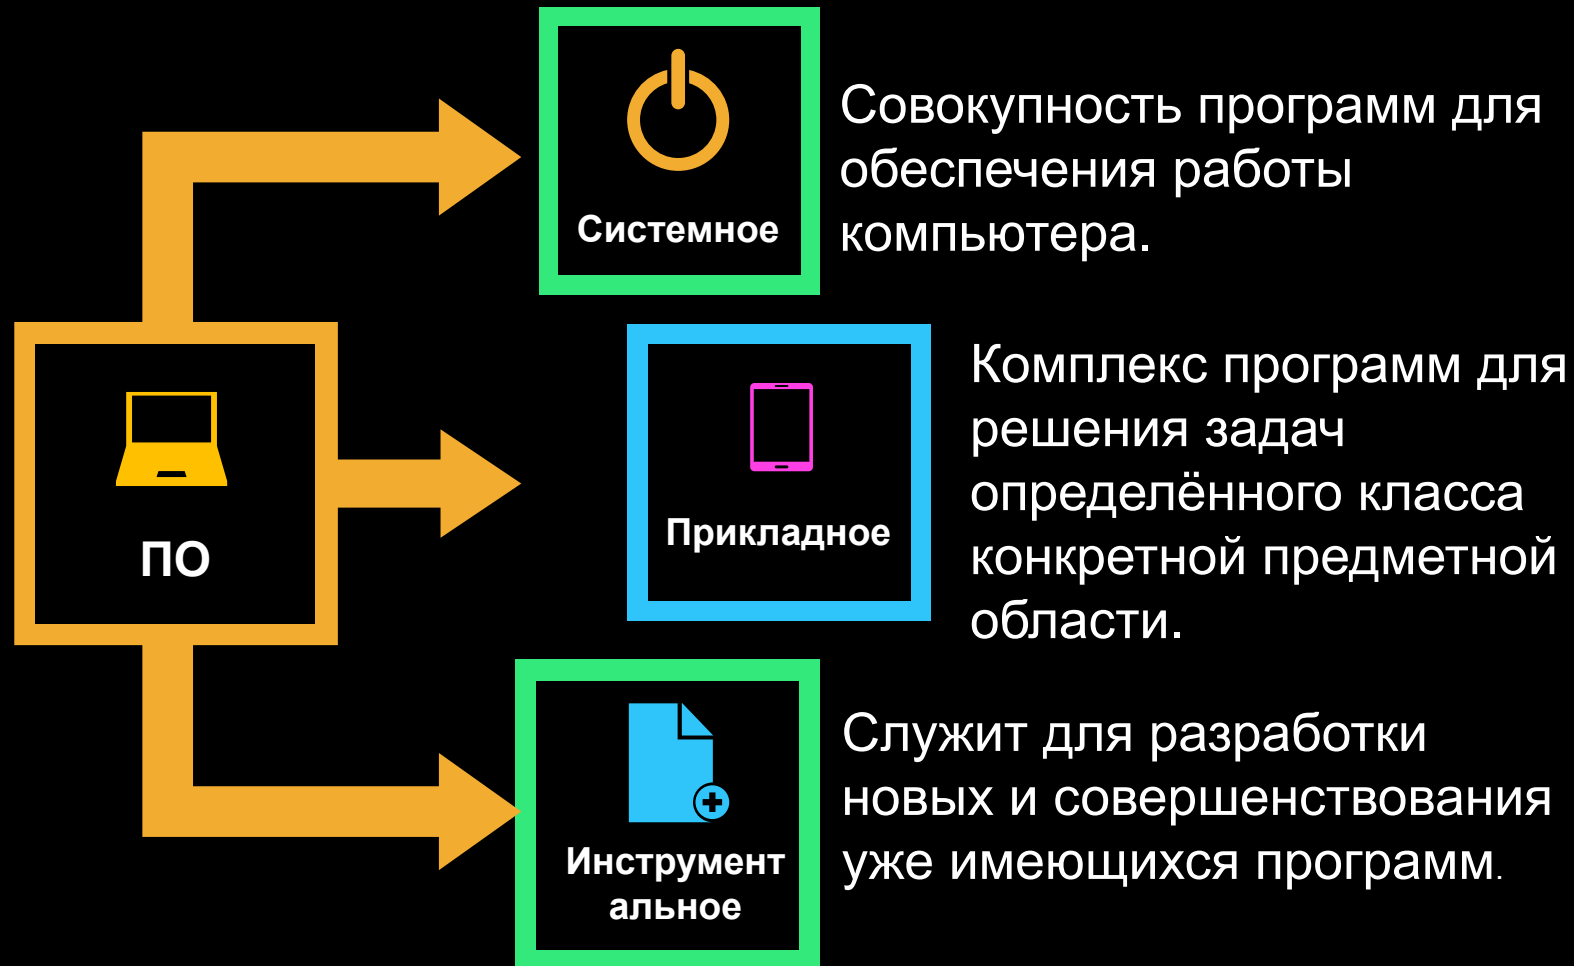 Системное
Совокупность программ для
обеспечения работы
компьютера.
ПО
Прикладное
Комплекс программ для
решения задач
определённого класса
конкретной предметной
области.
Инструмент
альное
Служит для разработки
новых и совершенствования
уже имеющихся программ.